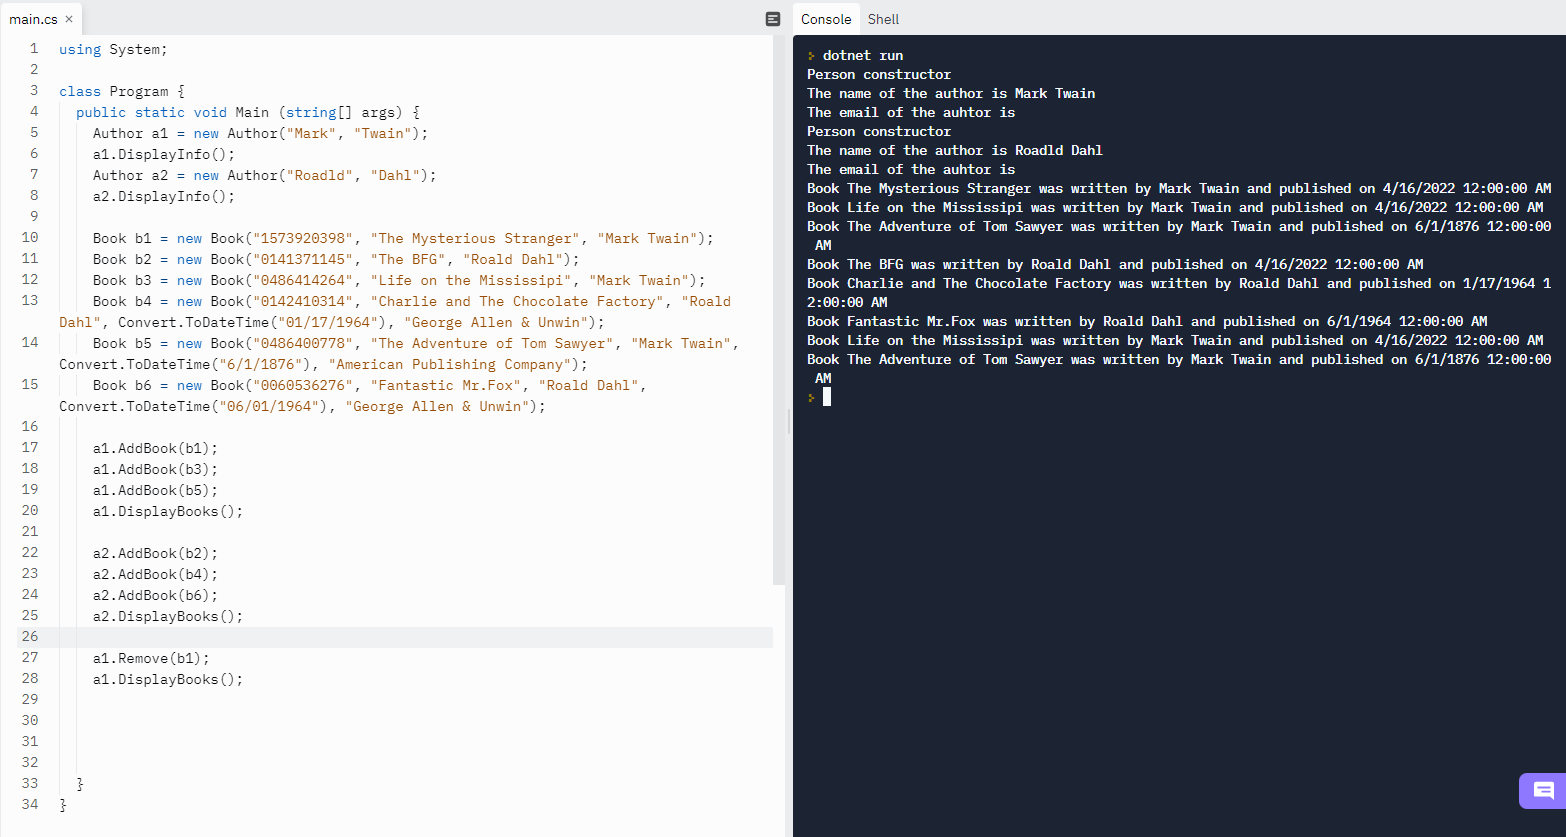 main.cs ×
1 using System;
2
3 class Program {
4 public static void Main (string[] args) {
5 Author a1 = new Author("Mark", "Twain");
6 a1.DisplayInfo();
7 Author a2 = new Author("Roadld", "Dahl");
8 a2.DisplayInfo();
9
10 Book b1 = new Book("1573920398", "The Mysterious Stranger", "Mark Twain");
11 Book b2 = new Book("0141371145", "The BFG", "Roald Dahl");
12 Book b3 = new Book("0486414264", "Life on the Mississipi", "Mark Twain");
13 Book b4 = new Book("0142410314", "Charlie and The Chocolate Factory", "Roald
Dahl", Convert.ToDateTime("01/17/1964"), "George Allen & Unwin");
14 Book b5 = new Book("0486400778", "The Adventure of Tom Sawyer", "Mark Twain",
Convert.ToDateTime("6/1/1876"), "American Publishing Company");
15 Book b6 = new Book("0060536276", "Fantastic Mr.Fox", "Roald Dahl",
Convert.ToDateTime("06/01/1964"), "George Allen & Unwin");
16
17 a1.AddBook(b1);
18 a1.AddBook(b3);
19 a1.AddBook(b5);
20 a1.DisplayBooks();
21
22 a2.AddBook(b2);
23 a2.AddBook(b4);
24 a2.AddBook(b6);
25 a2.DisplayBooks();
26
27 a1.Remove(b1);
28 a1.DisplayBooks();
29
30
31
32
33 }
34 }
Console Shell
dotnet run
Person constructor
The name of the author is Mark Twain
The email of the auhtor is
Person constructor
The name of the author is Roadld Dahl
The email of the auhtor is
Book The Mysterious Stranger was written by Mark Twain and published on 4/16/2022 12:00:00 AM
Book Life on the Mississipi was written by Mark Twain and published on 4/16/2022 12:00:00 AM
Book The Adventure of Tom Sawyer was written by Mark Twain and published on 6/1/1876 12:00:00
AM
Book The BFG was written by Roald Dahl and published on 4/16/2022 12:00:00 AM
Book Charlie and The Chocolate Factory was written by Roald Dahl and published on 1/17/1964 1
2:00:00 AM
Book Fantastic Mr.Fox was written by Roald Dahl and published on 6/1/1964 12:00:00 AM
Book Life on the Mississipi was written by Mark Twain and published on 4/16/2022 12:00:00 AM
Book The Adventure of Tom Sawyer was written by Mark Twain and published on 6/1/1876 12:00:00
AM